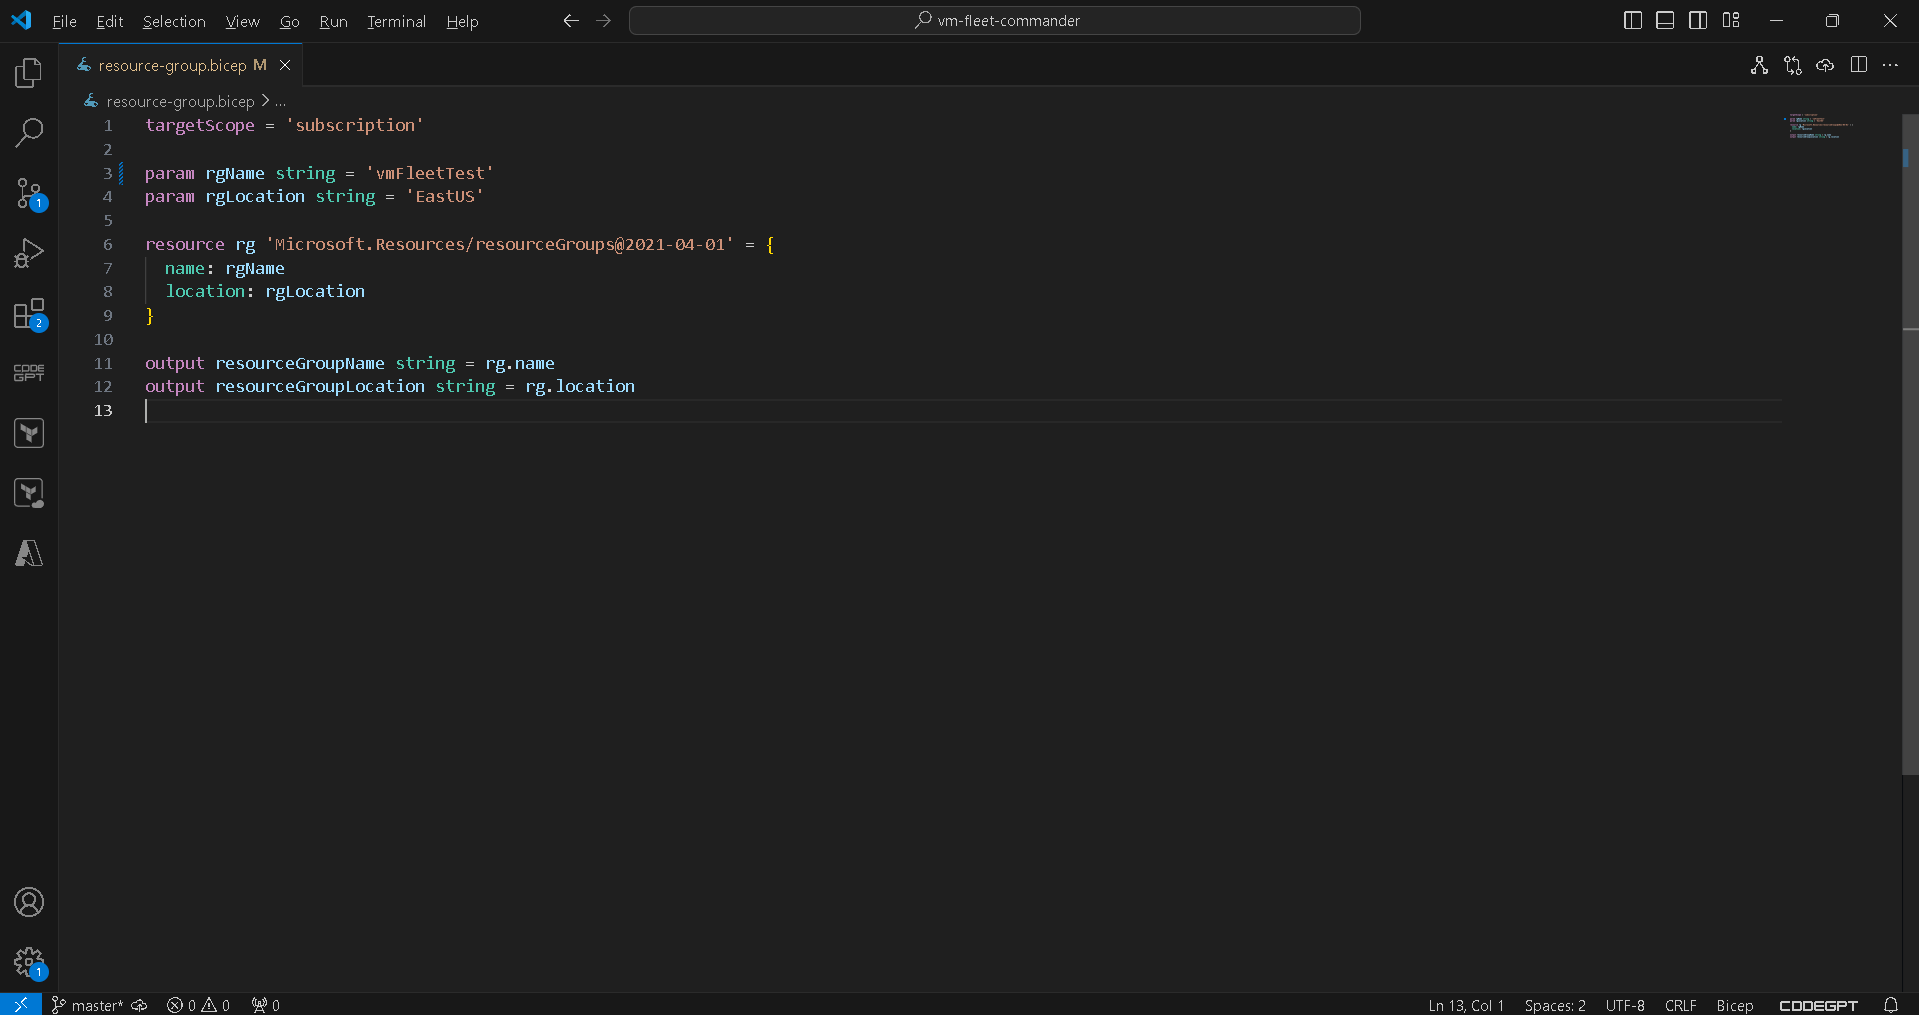 File Edit Selection View Go Run Terminal Help vm-fleet-commander
resource-group.bicep M
resource-group.bicep > ...
1 targetScope = 'subscription'
2
3 param rgName string = 'vmFleetTest'
4 param rgLocation string = 'EastUS'
5
6 resource rg 'Microsoft.Resources/resourceGroups@2021-04-01' = {
7 name: rgName
8 location: rgLocation
9 }
10
11 output resourceGroupName string = rg.name
12 output resourceGroupLocation string = rg.location
13
1
2
CODE
GPT
1
master* 0 0 0 Ln 13, Col 1 Spaces: 2 UTF-8 CRLF Bicep CODEGPT